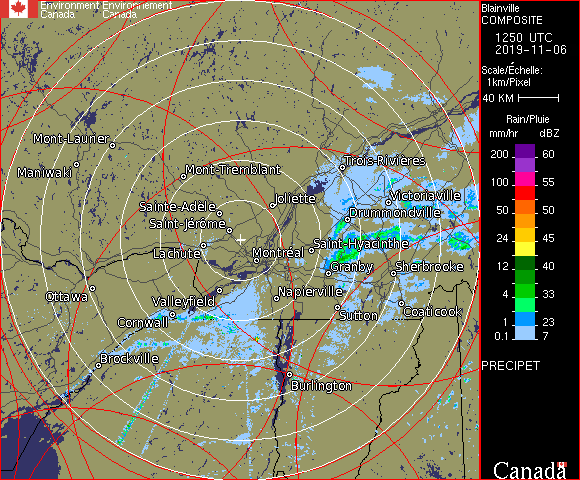 Environment Environnement
Canada Canada
Blainville
COMPOSITE
1250 UTC
2019-11-06
Scale/Échelle:
1km/Pixel
40 KM
Rain/Pluie
mm/hr dBZ
200 60
100 55
50 50
24 45
12 40
4 33
1 23
0.1 7
PRECIPET
Canada
Mont-Laurier
Maniwaki
Mont-Tremblant
Trois-Rivières
Sainte-Adèle
Joliette
Victoriaville
Saint-Jérôme
Drummondville
Lachute
Montréal
Saint-Hyacinthe
Granby
Sherbrooke
Ottawa
Valleyfield
Napierville
Cornwall
Sutton
Coaticook
Brockville
Burlington